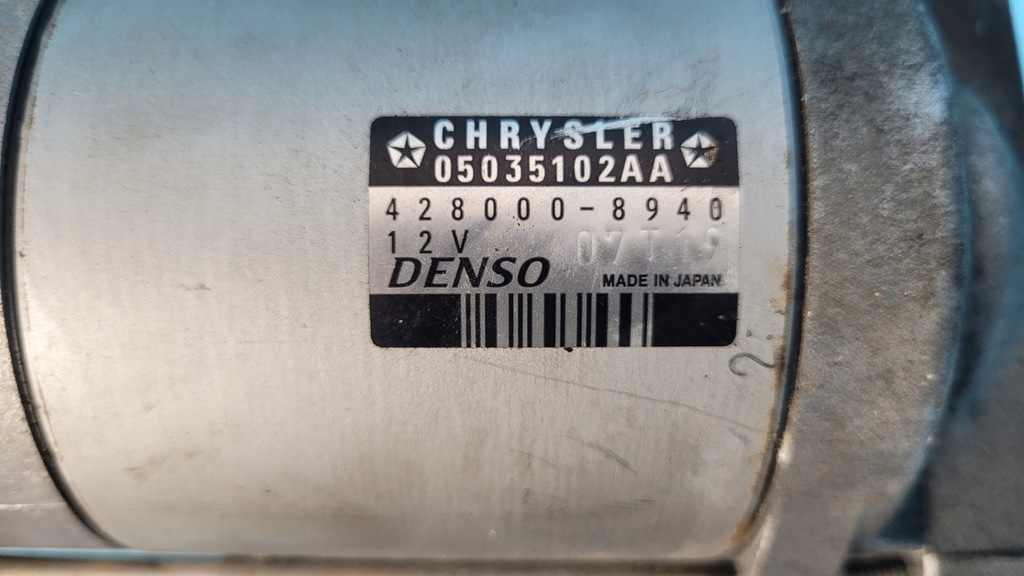 CHRYSLER
05035102AA
428000-8940
12V
DENSO MADE IN JAPAN